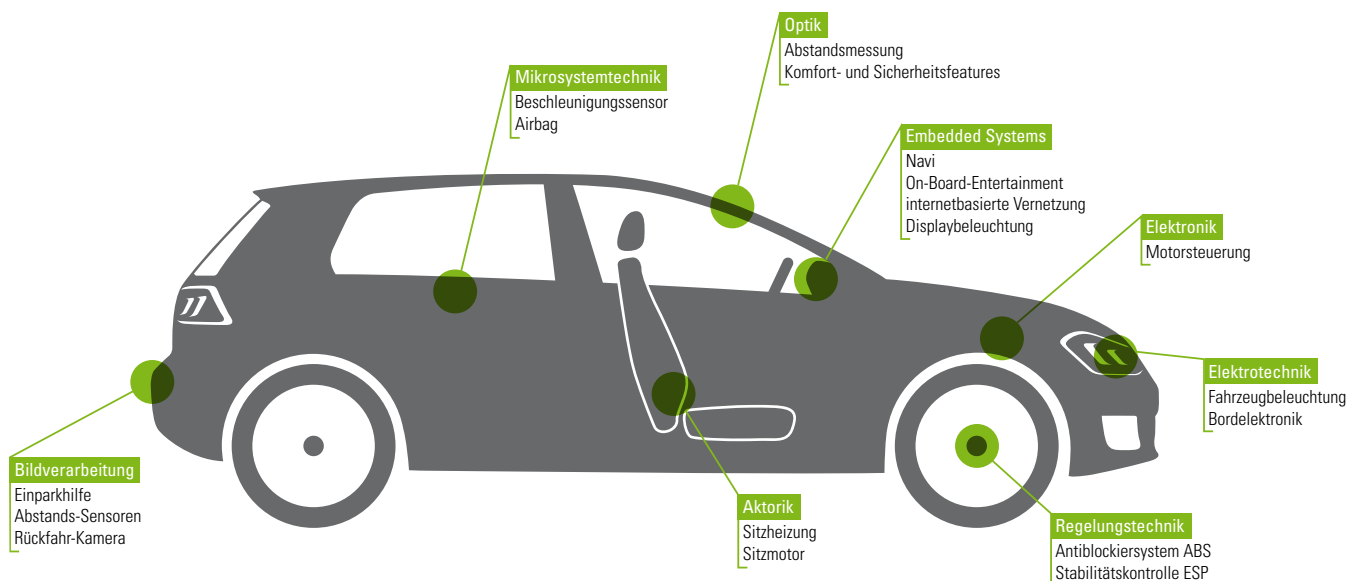 Optik
Abstandsmessung
Komfort- und Sicherheitsfeatures
Mikrosystemtechnik
Beschleunigungssensor
Airbag
Embedded Systems
Navi
On-Board-Entertainment
internetbasierte Vernetzung
Displaybeleuchtung
Elektronik
Motorsteuerung
Elektrotechnik
Fahrzeugbeleuchtung
Bordelektronik
Bildverarbeitung
Einparkhilfe
Abstands-Sensoren
Rückfahr-Kamera
Aktorik
Sitzheizung
Sitzmotor
Regelungstechnik
Antiblockiersystem ABS
Stabilitätskontrolle ESP